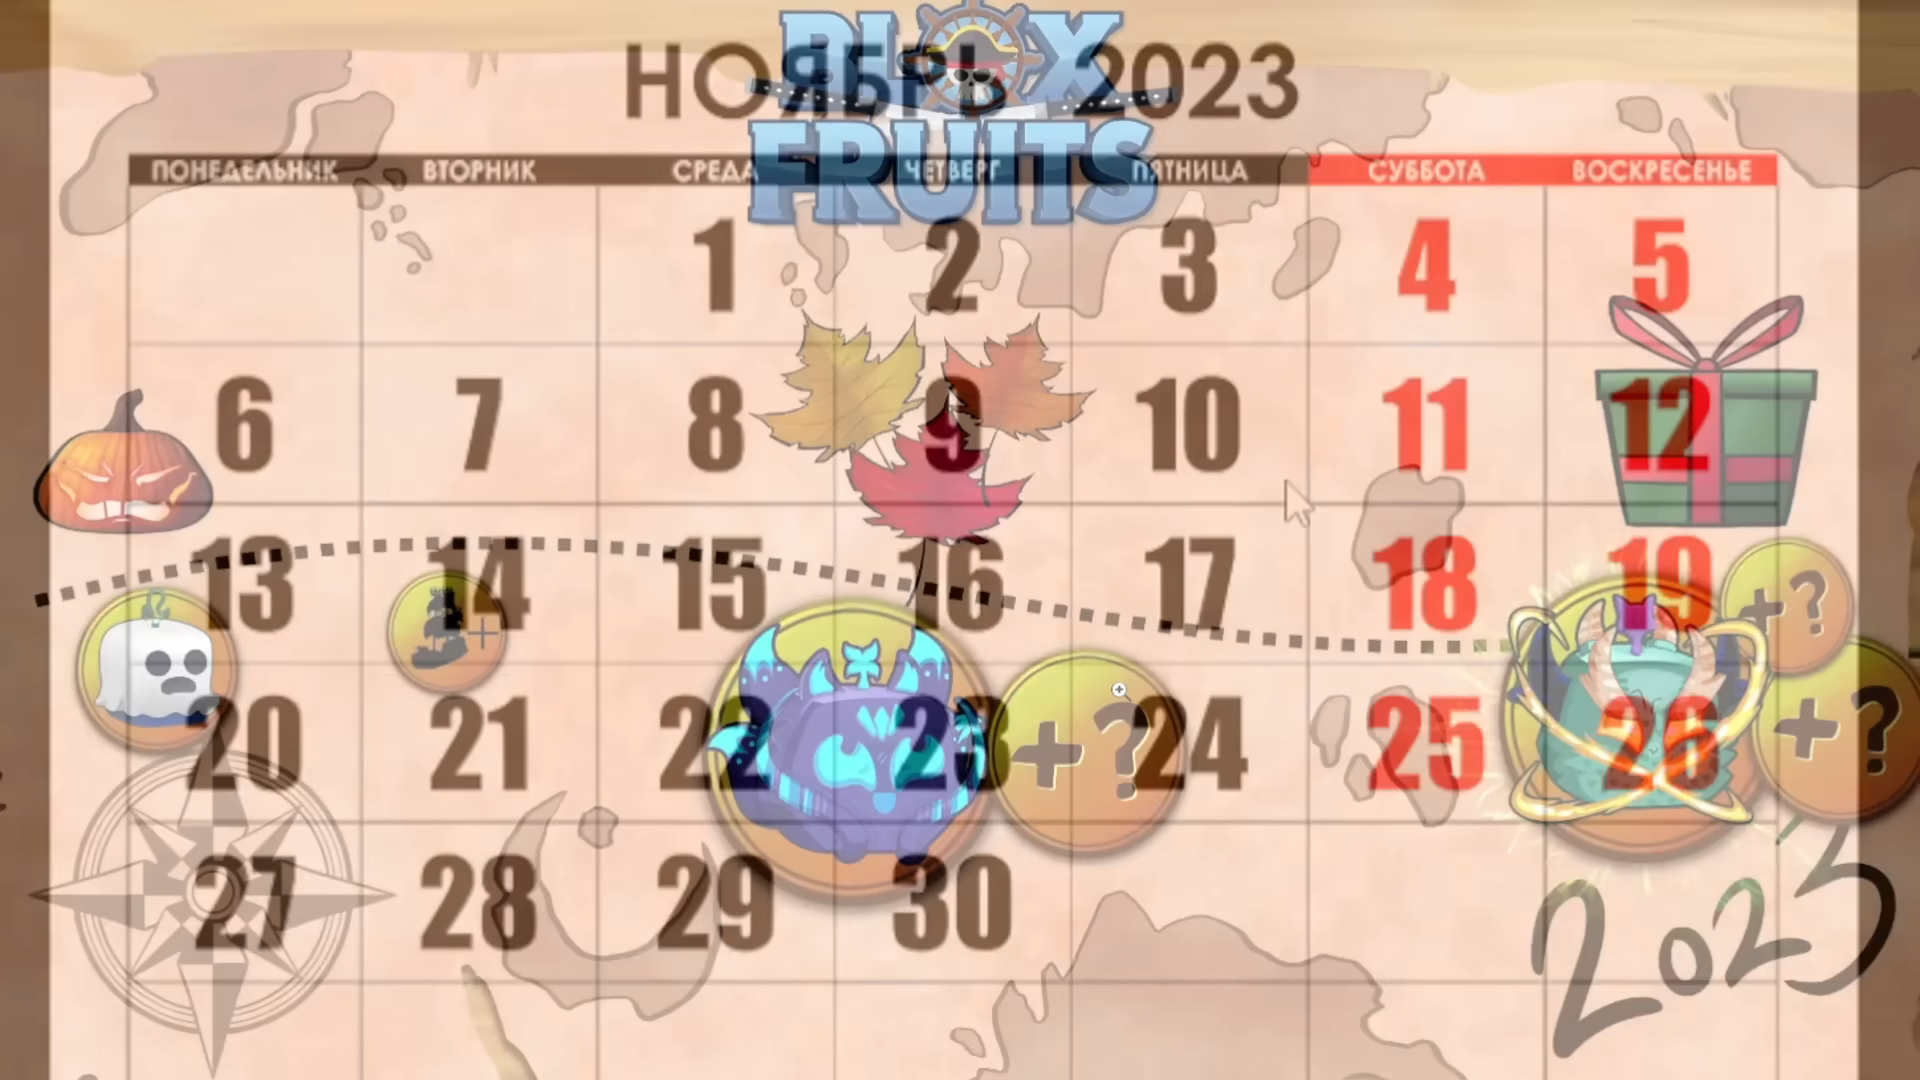 BLOX
FRUITS
НОЯБРЬ 2023
ПОНЕДЕЛЬНИК ВТОРНИК СРЕДА ЧЕТВЕРГ ПЯТНИЦА СУББОТА ВОСКРЕСЕНЬЕ
1 2 3 4 5
6 7 8 9 10 11 12
13 14 15 16 17 18 19
+ ?
+
20 21 22 23 24 25 26
+ ?
+ ?
27 28 29 30
2023